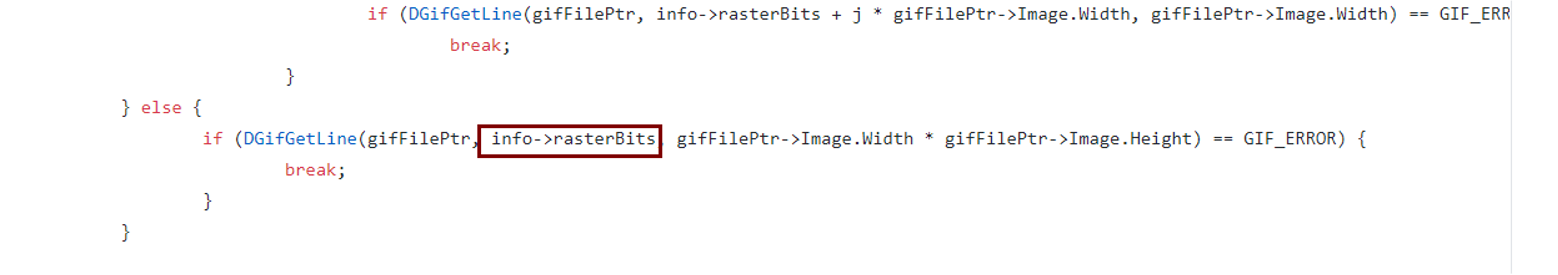 if (DGifGetLine(gifFilePtr, info->rasterBits + j * gifFilePtr->Image.Width, gifFilePtr->Image.Width) == GIF_ERR
break;
}
} else {
if (DGifGetLine(gifFilePtr, info->rasterBits, gifFilePtr->Image.Width * gifFilePtr->Image.Height) == GIF_ERROR) {
break;
}
}